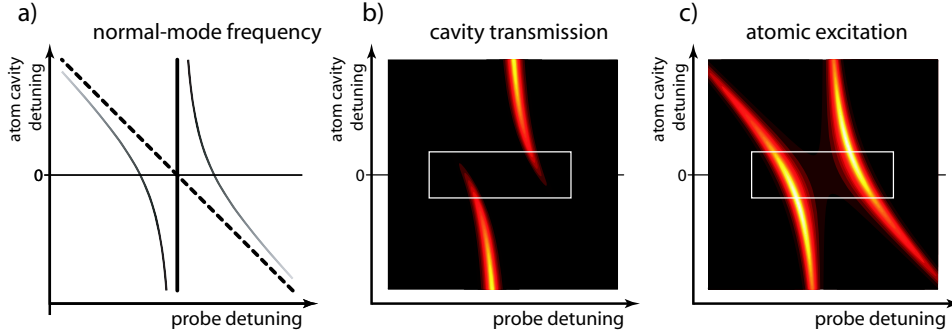 a)
normal-mode frequency
atom cavity
detuning
0
probe detuning
b)
cavity transmission
atom cavity
detuning
0
probe detuning
c)
atomic excitation
atom cavity
detuning
0
probe detuning